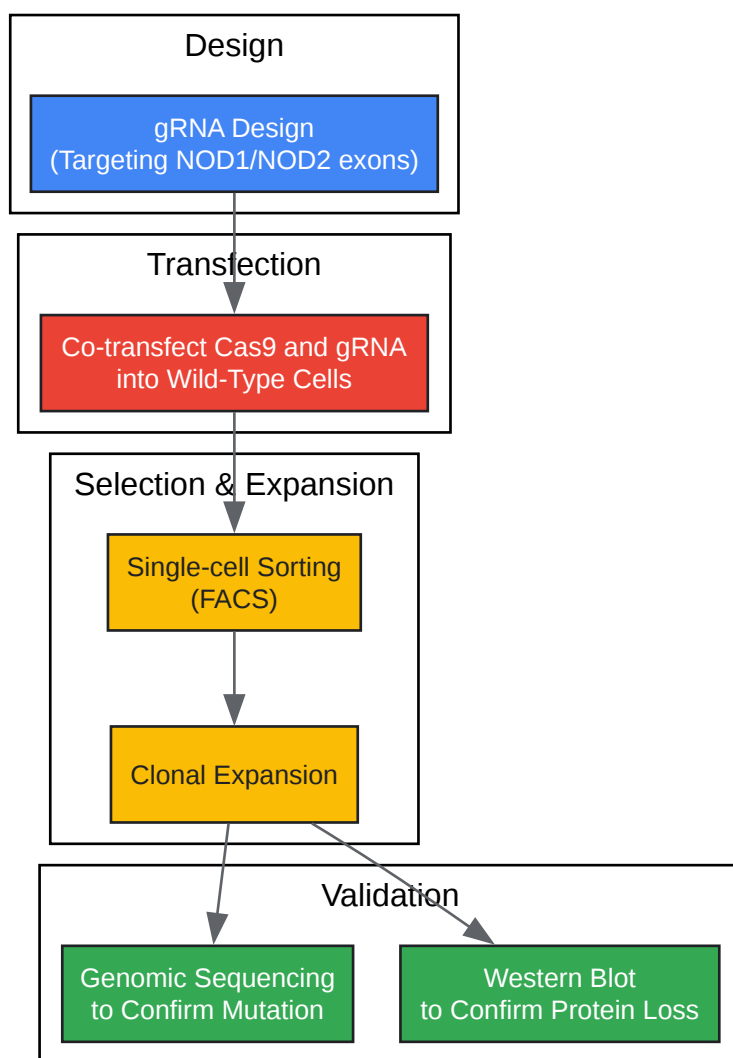 Design
gRNA Design
(Targeting NOD1/NOD2 exons)
Transfection
Co-transfect Cas9 and gRNA
into Wild-Type Cells
Selection & Expansion
Single-cell Sorting
(FACS)
Clonal Expansion
Validation
Genomic Sequencing
to Confirm Mutation
Western Blot
to Confirm Protein Loss